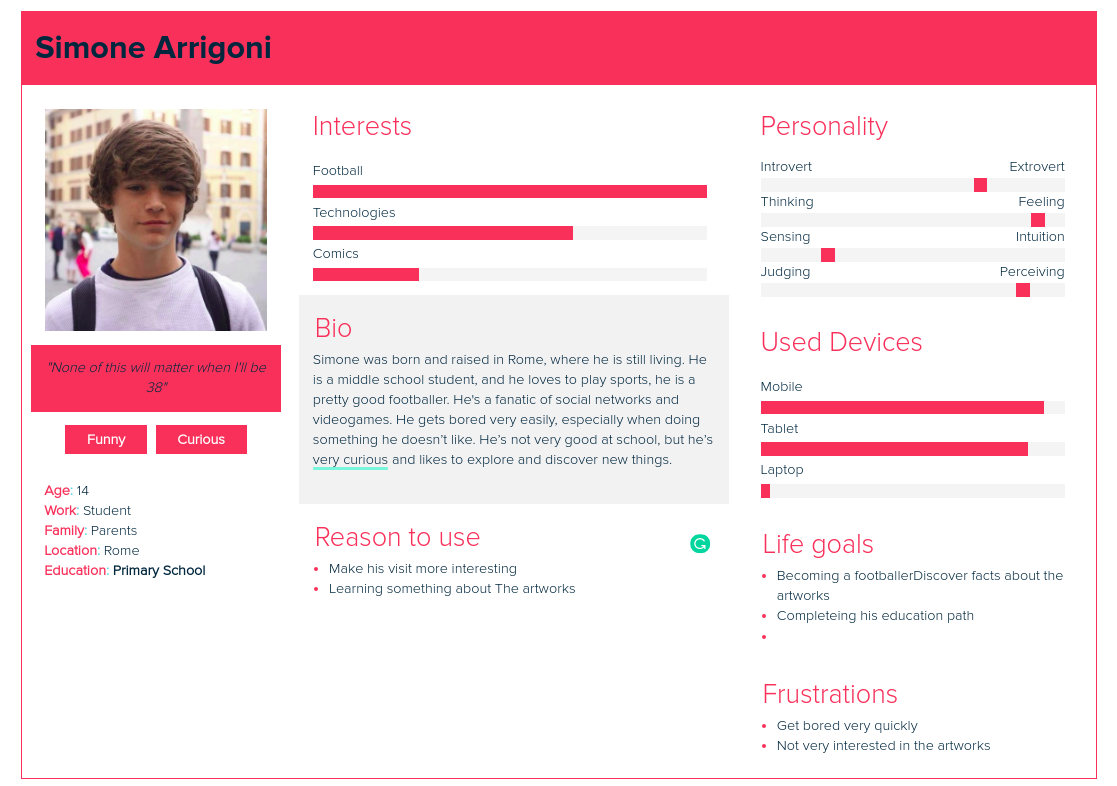 Simone Arrigoni
"None of this will matter when I'll be
38"
Funny
Curious
Age: 14
Work: Student
Family: Parents
Location: Rome
Education: Primary School
Interests
Football
Technologies
Comics
Bio
Simone was born and raised in Rome, where he is still living. He
is a middle school student, and he loves to play sports, he is a
pretty good footballer. He's a fanatic of social networks and
videogames. He gets bored very easily, especially when doing
something he doesn’t like. He’s not very good at school, but he’s
very curious and likes to explore and discover new things.
Reason to use
Make his visit more interesting
Learning something about The artworks
Personality
Introvert Extrovert
Thinking Feeling
Sensing Intuition
Judging Perceiving
Used Devices
Mobile
Tablet
Laptop
Life goals
Becoming a footballerDiscover facts about the
artworks
Completeing his education path
Frustrations
Get bored very quickly
Not very interested in the artworks